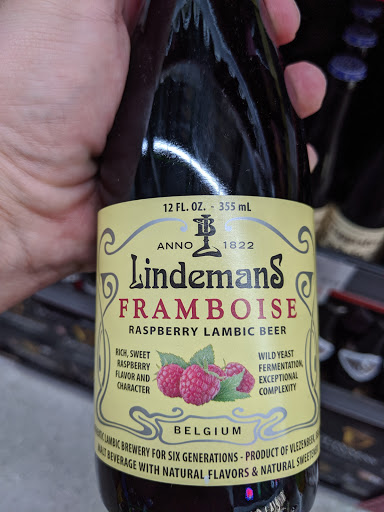 12 FL. OZ. - 355 mL
ANNO 1822
LindemanS
FRAMBOISE
RASPBERRY LAMBIC BEER
RICH, SWEET
RASPBERRY
FLAVOR AND
CHARACTER
WILD YEAST
FERMENTATION,
EXCEPTIONAL
COMPLEXITY
BELGIUM
LAMBIC BREWERY FOR SIX GENERATIONS - PRODUCT OF VLEZENBEEK,
MALT BEVERAGE WITH NATURAL FLAVORS & NATURAL